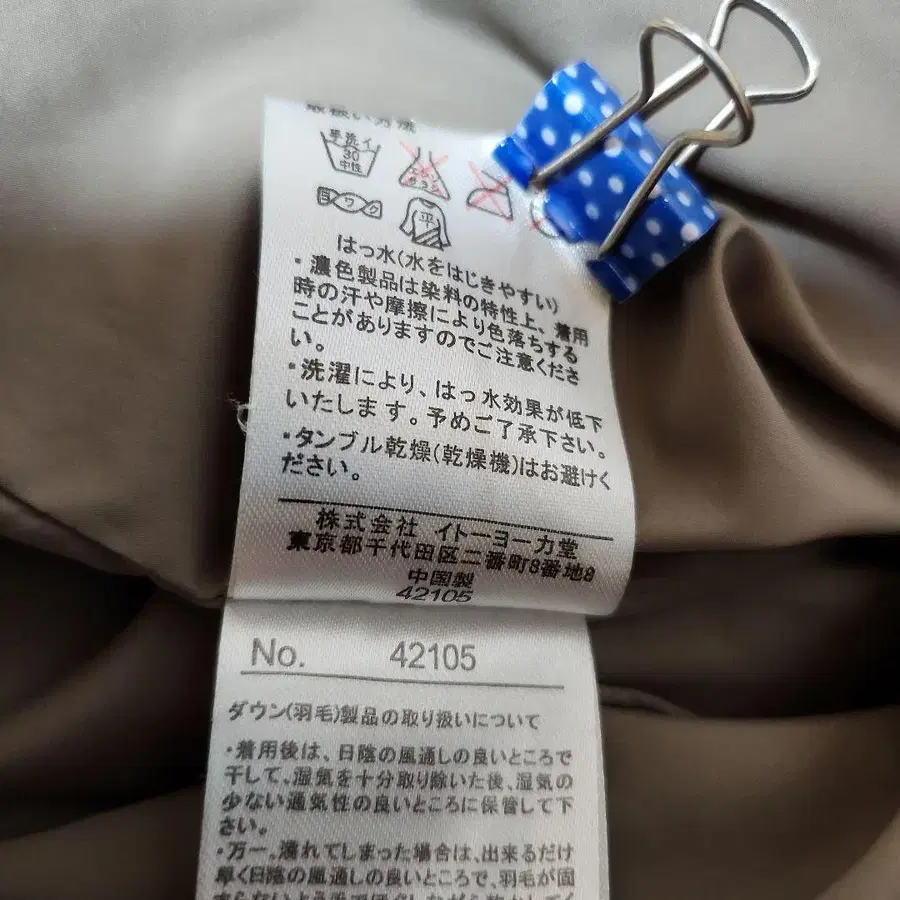 取扱い方法
手洗イ
30
中性
ヨワク
平
はっ水(水をはじきやすい)
・濃色製品は染料の特性上、着用
時の汗や摩擦により色落ちする
ことがありますのでご注意くださ
い。
・洗濯により、はっ水効果が低下
いたします。予めご了承下さい。
・タンブル乾燥(乾燥機)はお避けく
ださい。
株式会社 イトーヨーカ堂
東京都千代田区二番町8番地8
中国製
42105
No. 42105
ダウン(羽毛)製品の取り扱いについて
・着用後は、日陰の風通しの良いところで
干して、湿気を十分取り除いた後、湿気の
少ない通気性の良いところに保管して下
さい。
・万一、濡れてしまった場合は、出来るだけ
早く日陰の風通しの良いところで、羽毛が固